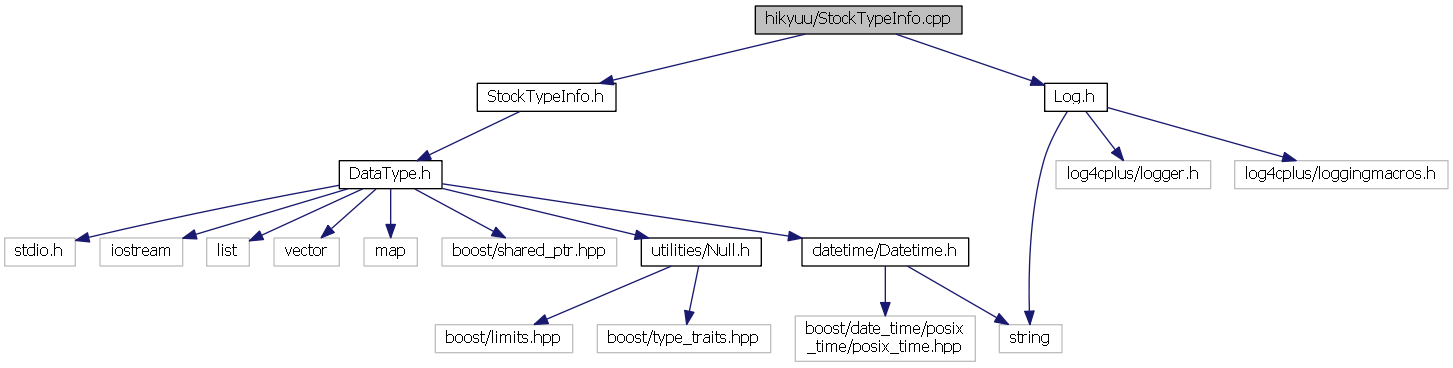 hikyuu/StockTypeInfo.cpp
StockTypeInfo.h
Log.h
DataType.h
log4cplus/logger.h
log4cplus/loggingmacros.h
stdio.h
iostream
list
vector
map
boost/shared_ptr.hpp
utilities/Null.h
datetime/Datetime.h
boost/limits.hpp
boost/type_traits.hpp
boost/date_time/posix
_time/posix_time.hpp
string